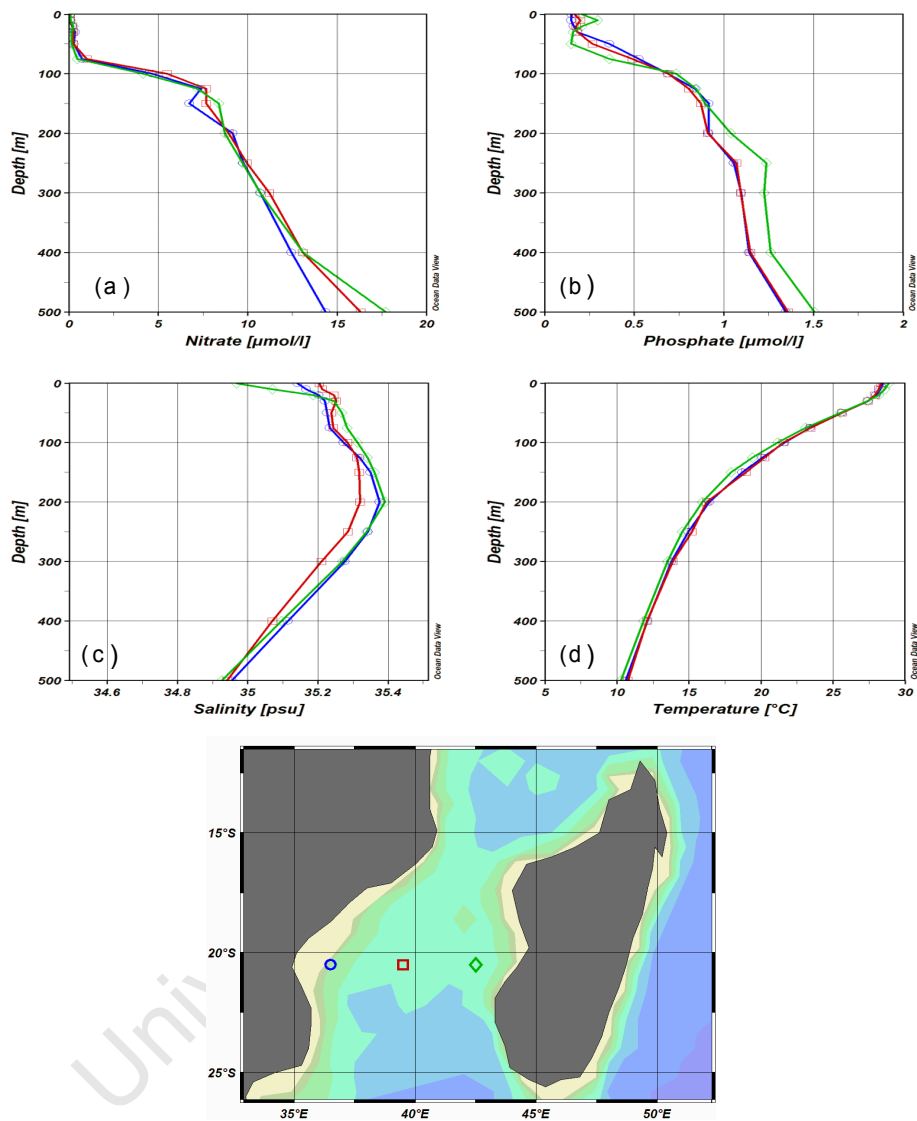 0
100
200
300
400
500
Depth [m]
(a)
0 5 10 15 20
Nitrate [μmol/l]
Ocean Data View
0
100
200
300
400
500
Depth [m]
(b)
0 0.5 1 1.5 2
Phosphate [μmol/l]
Ocean Data View
0
100
200
300
400
500
Depth [m]
(c)
34.6 34.8 35 35.2 35.4
Salinity [psu]
Ocean Data View
0
100
200
300
400
500
Depth [m]
(d)
5 10 15 20 25 30
Temperature [°C]
Ocean Data View
15°S
20°S
25°S
35°E 40°E 45°E 50°E